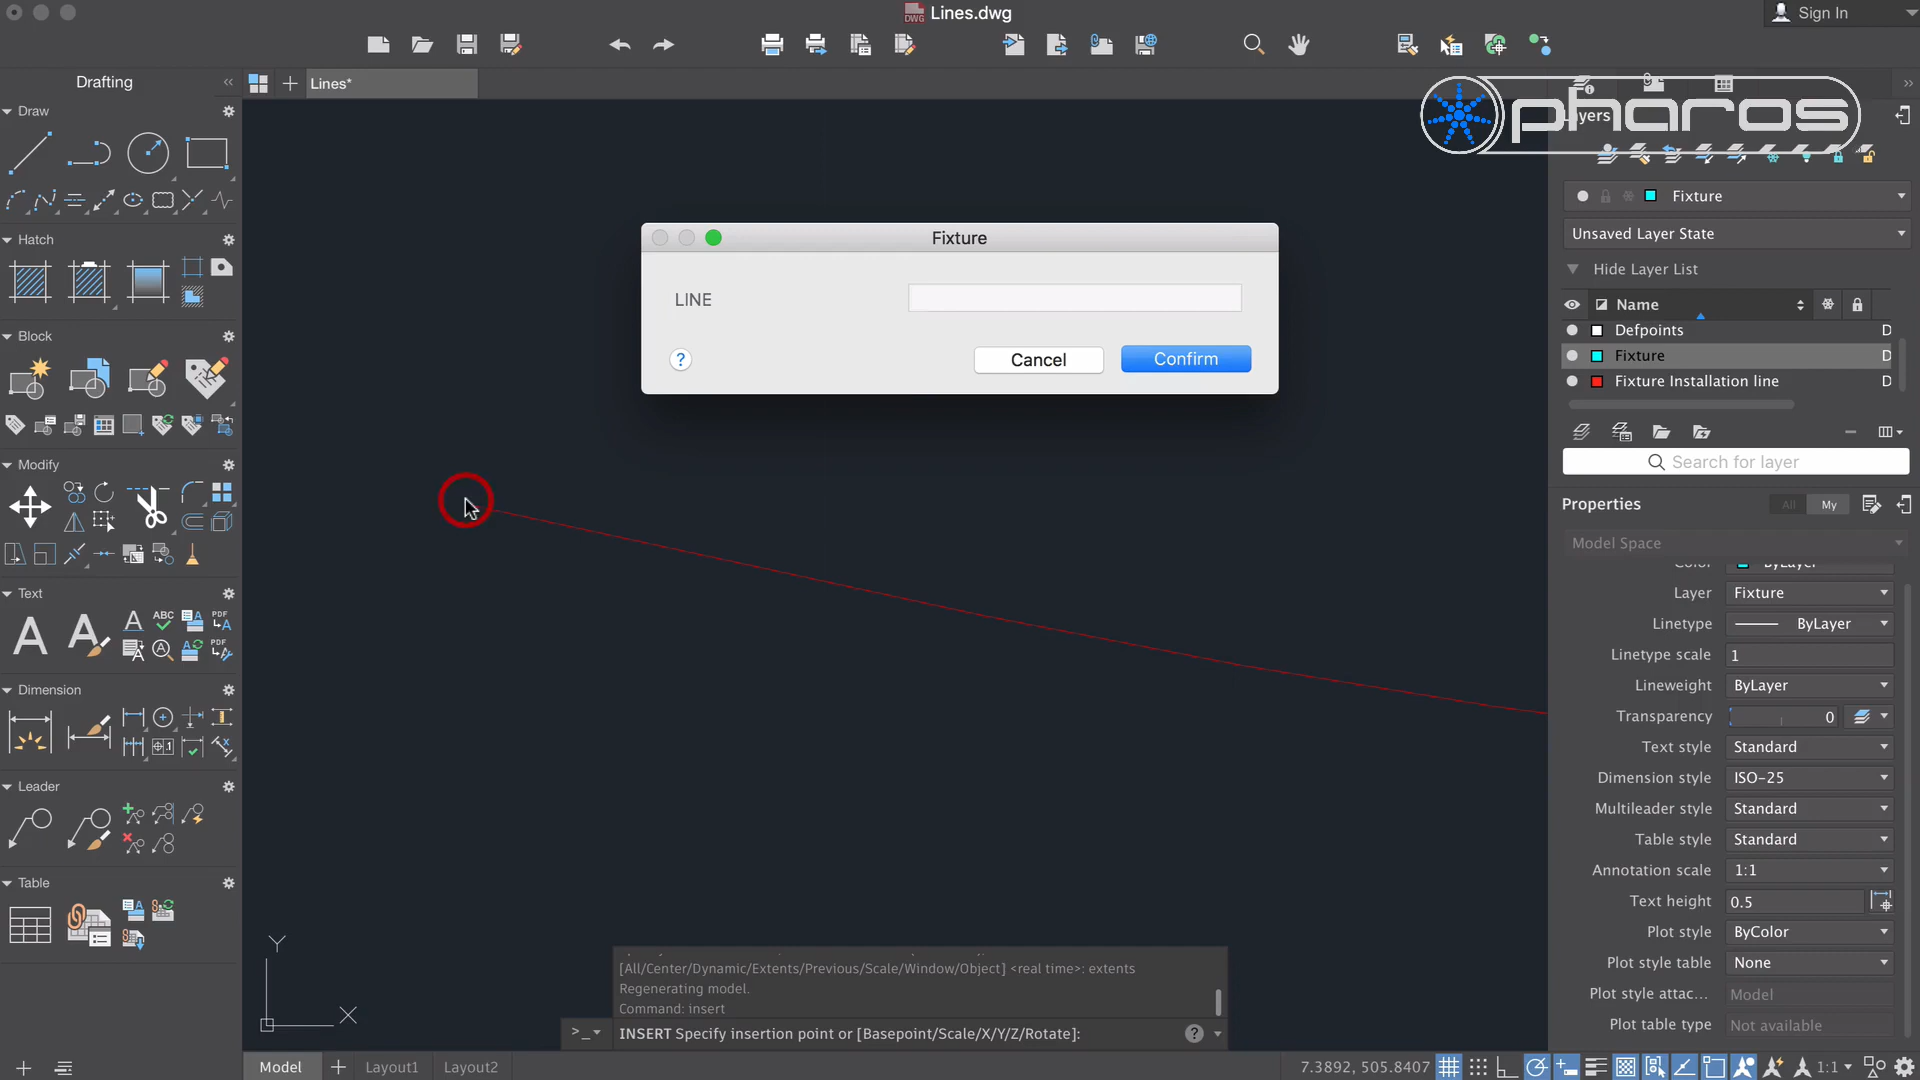 Lines.dwg
Sign In
Drafting
Lines*
pharos
Draw
Layers
Fixture
Unsaved Layer State
Hide Layer List
Name
Defpoints D
Fixture D
Fixture Installation line D
Search for layer
Hatch
Block
Modify
Text
A A A ABC A PDF
A A A A PDF
Dimension
Leader
Table
Fixture
LINE
?
Cancel
Confirm
Properties
All My
Model Space
Color ByLayer
Layer Fixture
Linetype ByLayer
Linetype scale 1
Lineweight ByLayer
Transparency 0
Text style Standard
Dimension style ISO-25
Multileader style Standard
Table style Standard
Annotation scale 1:1
Text height 0.5
Plot style ByColor
Plot style table None
Plot style attac... Model
Plot table type Not available
Y
X
[All/Center/Dynamic/Extents/Previous/Scale/Window/Object] <real time>: extents
Regenerating model.
Command: insert
>_ INSERT Specify insertion point or [Basepoint/Scale/X/Y/Z/Rotate]: ?
Model
Layout1
Layout2
7.3892, 505.8407
1:1